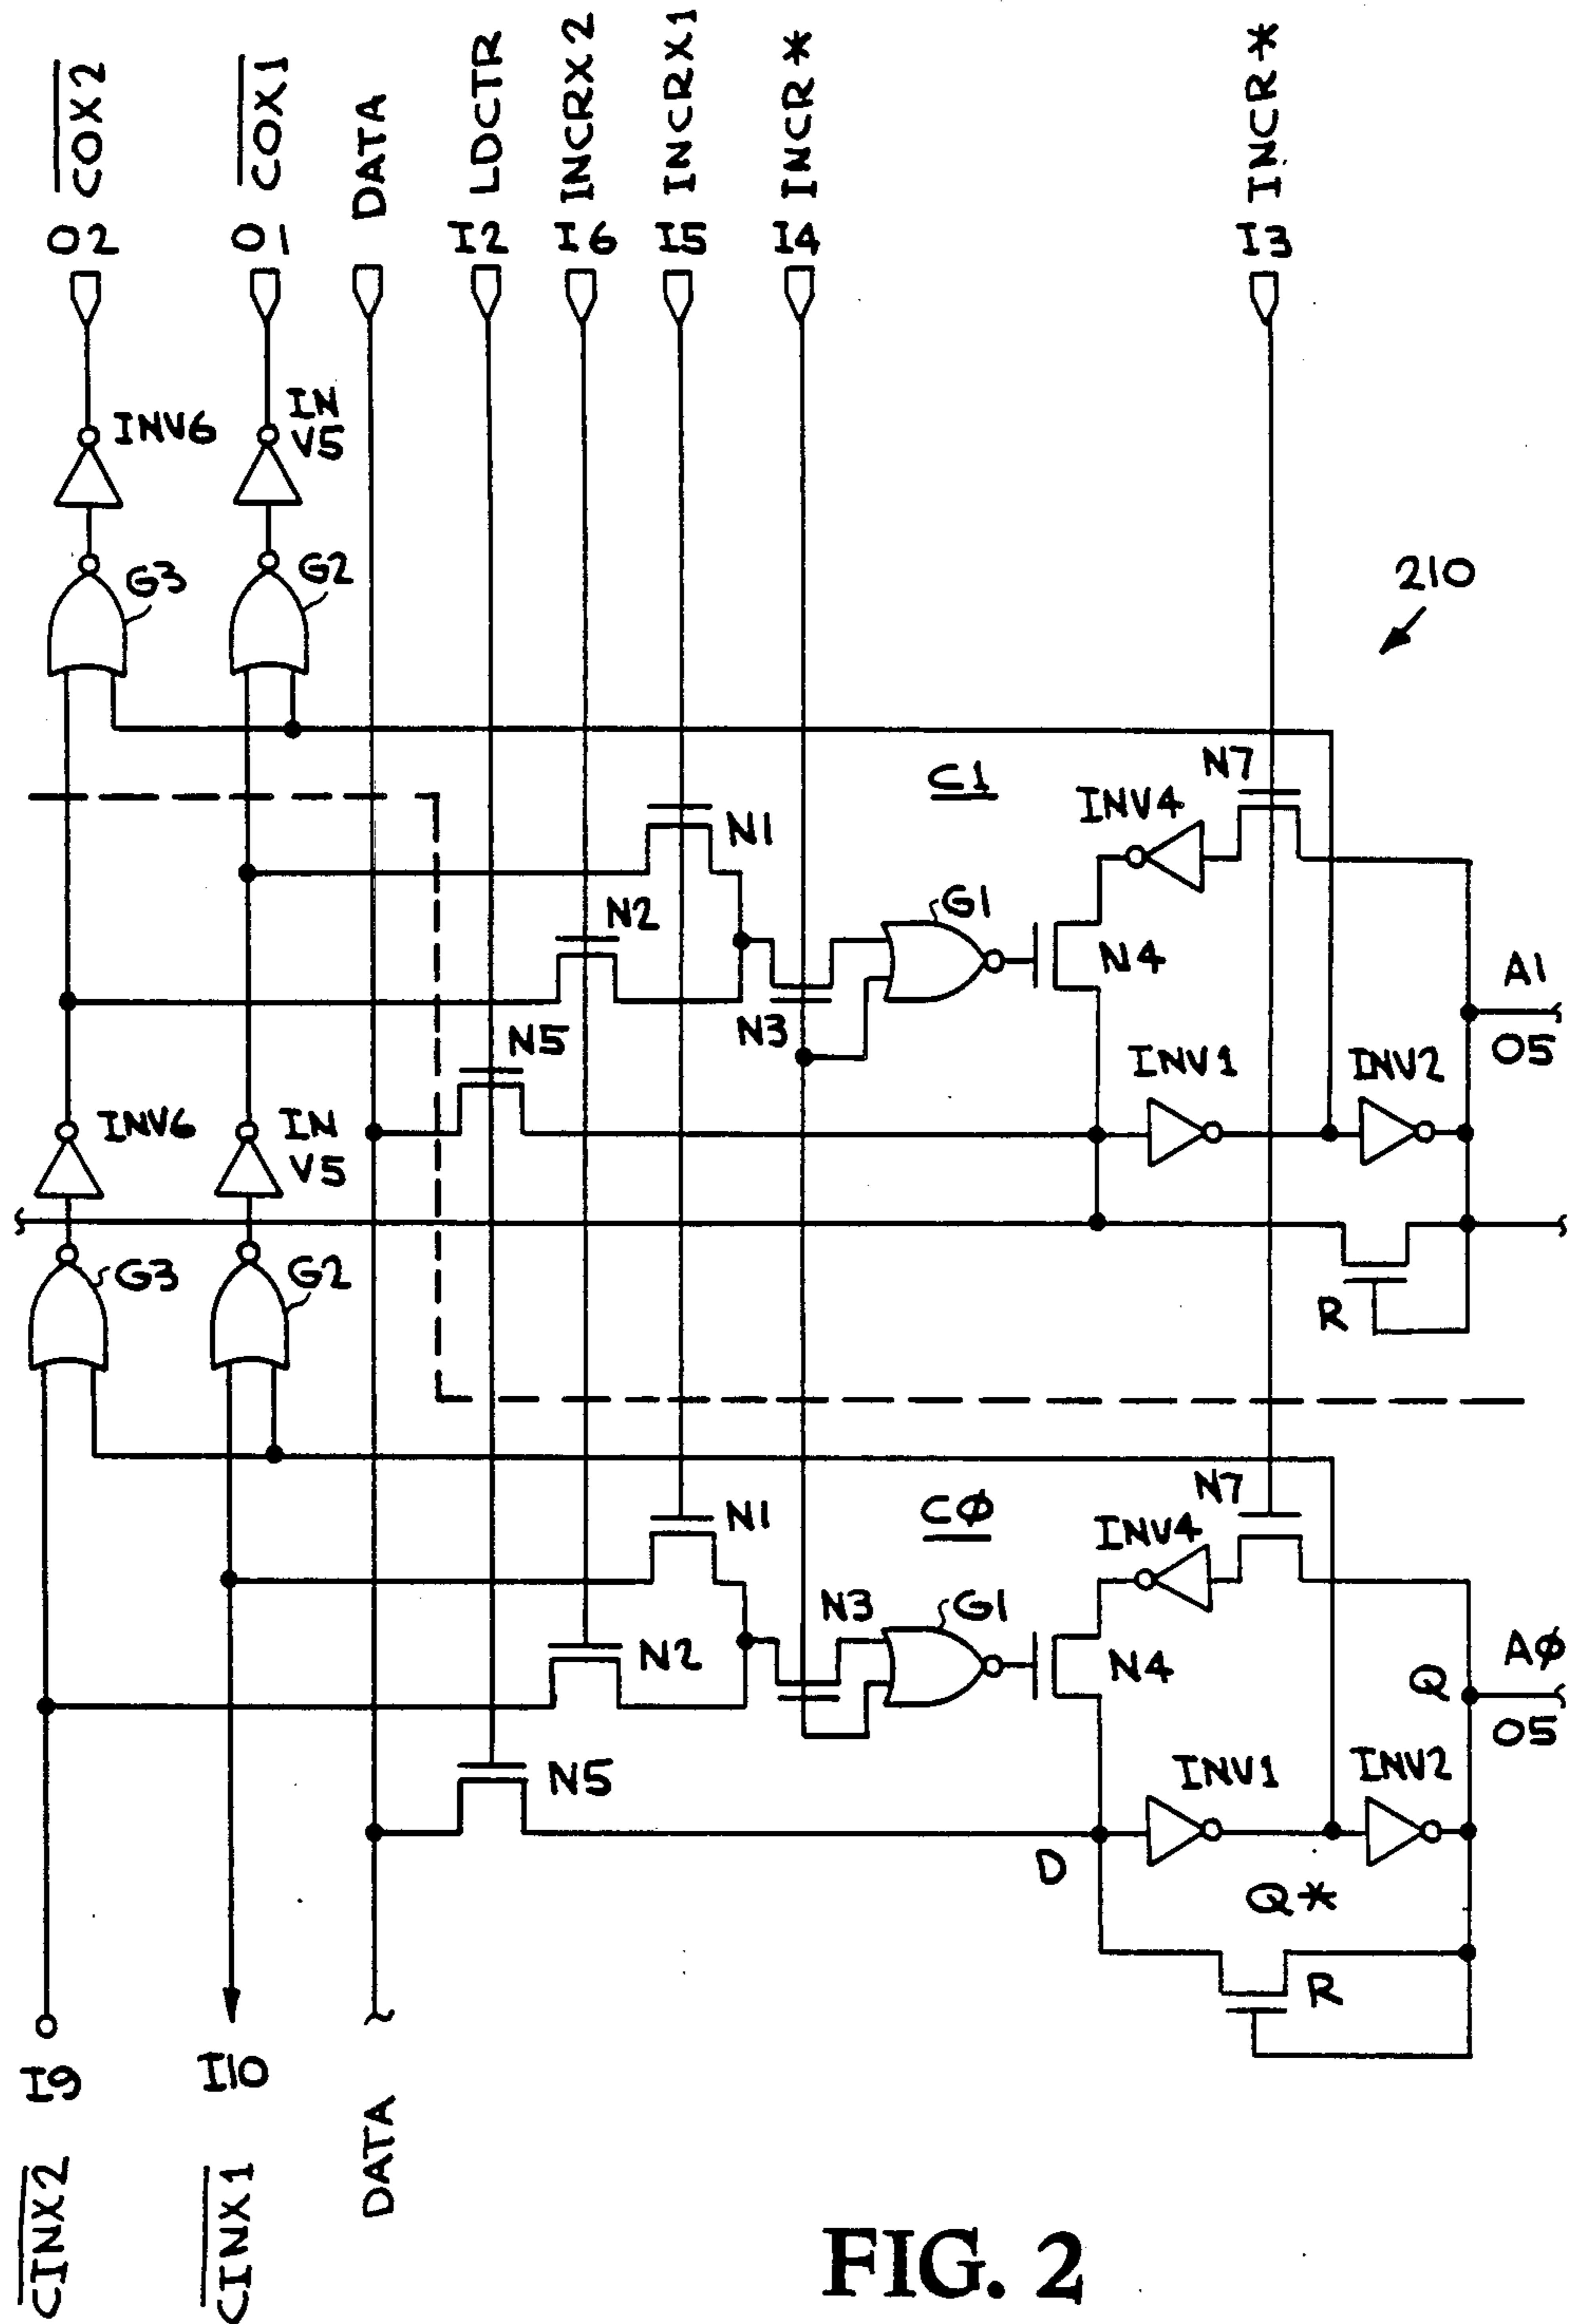 COX2
COX1
DATA
LDCTR
INCRX2
INCRX1
INCR*
INCR*
O2
O1
I2
I6
I5
I4
I3
INV6
IN
V5
G3
G2
210
C1
N7
INV4
N1
N2
G1
N4
A1
N3
N5
O5
INV1
INV2
INV6
IN
V5
G3
G2
R
N7
N1
CØ
INV4
N3
G1
N2
N4
Q
AØ
O5
N5
INV1
INV2
D
Q*
R
I9
I10
DATA
CINX2
CINX1
FIG. 2